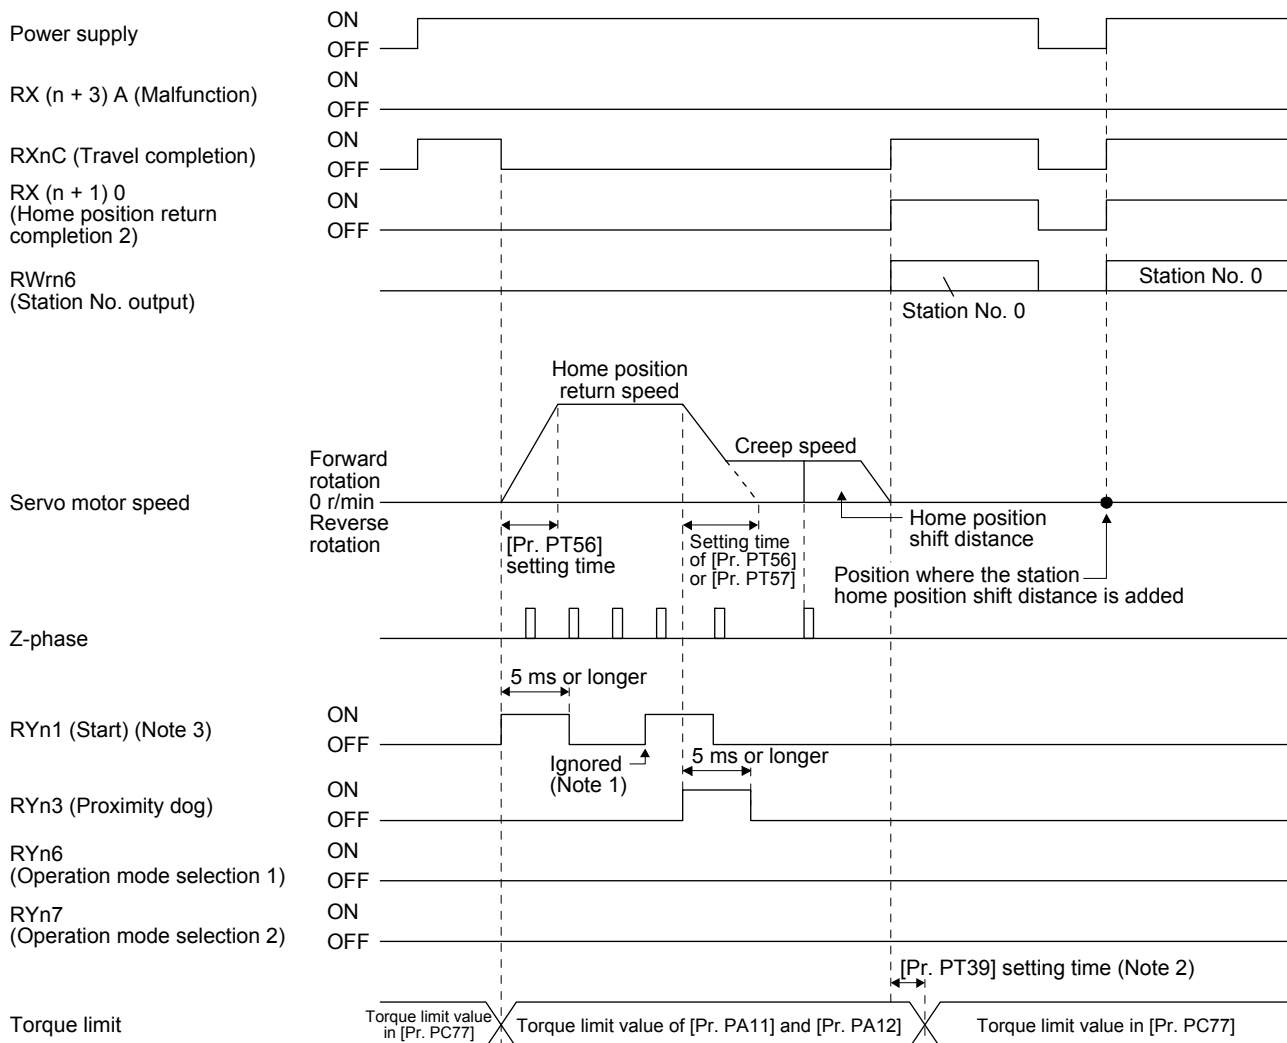 Power supply
ON
OFF
RX (n + 3) A (Malfunction)
ON
OFF
RXnC (Travel completion)
ON
OFF
RX (n + 1) 0
(Home position return
completion 2)
ON
OFF
RWrn6
(Station No. output)
Station No. 0
Station No. 0
Home position
return speed
Creep speed
Servo motor speed
Forward
rotation
0 r/min
Reverse
rotation
[Pr. PT56]
setting time
Setting time
of [Pr. PT56]
or [Pr. PT57]
Home position
shift distance
Position where the station
home position shift distance is added
Z-phase
5 ms or longer
RYn1 (Start) (Note 3)
ON
OFF
Ignored
(Note 1)
5 ms or longer
RYn3 (Proximity dog)
ON
OFF
RYn6
(Operation mode selection 1)
ON
OFF
RYn7
(Operation mode selection 2)
ON
OFF
[Pr. PT39] setting time (Note 2)
Torque limit
Torque limit value
in [Pr. PC77]
Torque limit value of [Pr. PA11] and [Pr. PA12]
Torque limit value in [Pr. PC77]